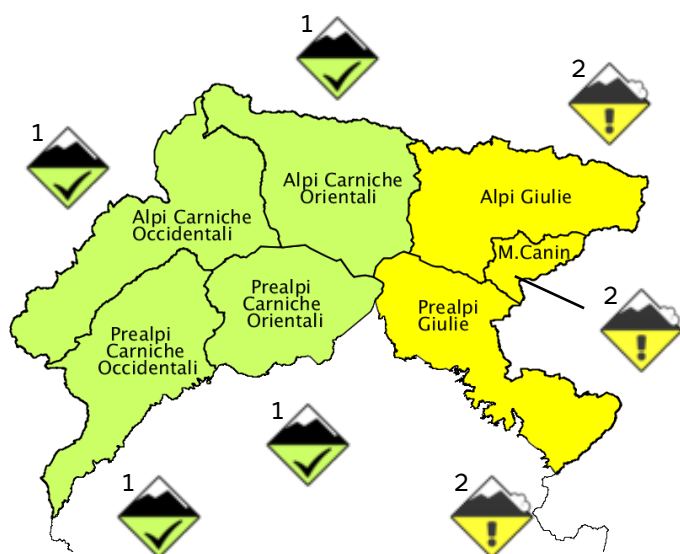 1
2
1
Alpi Carniche
Orientali
Alpi Giulie
Alpi Carniche
Occidentali
M.Canin
Prealpi
Carniche
Orientali
2
Prealpi
Giulie
Prealpi
Carniche
Occidentali
1
1
2